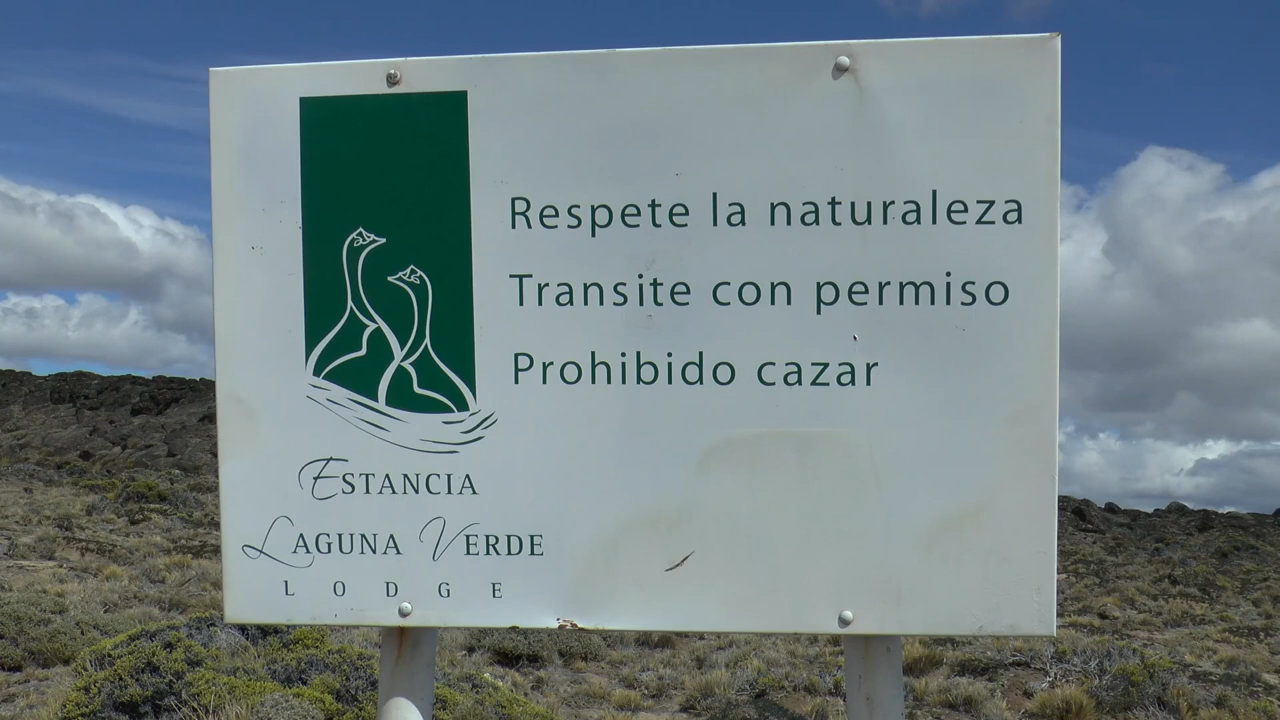 Respete la naturaleza
Transite con permiso
Prohibido cazar
ESTANCIA
LAGUNA VERDE
LODGE